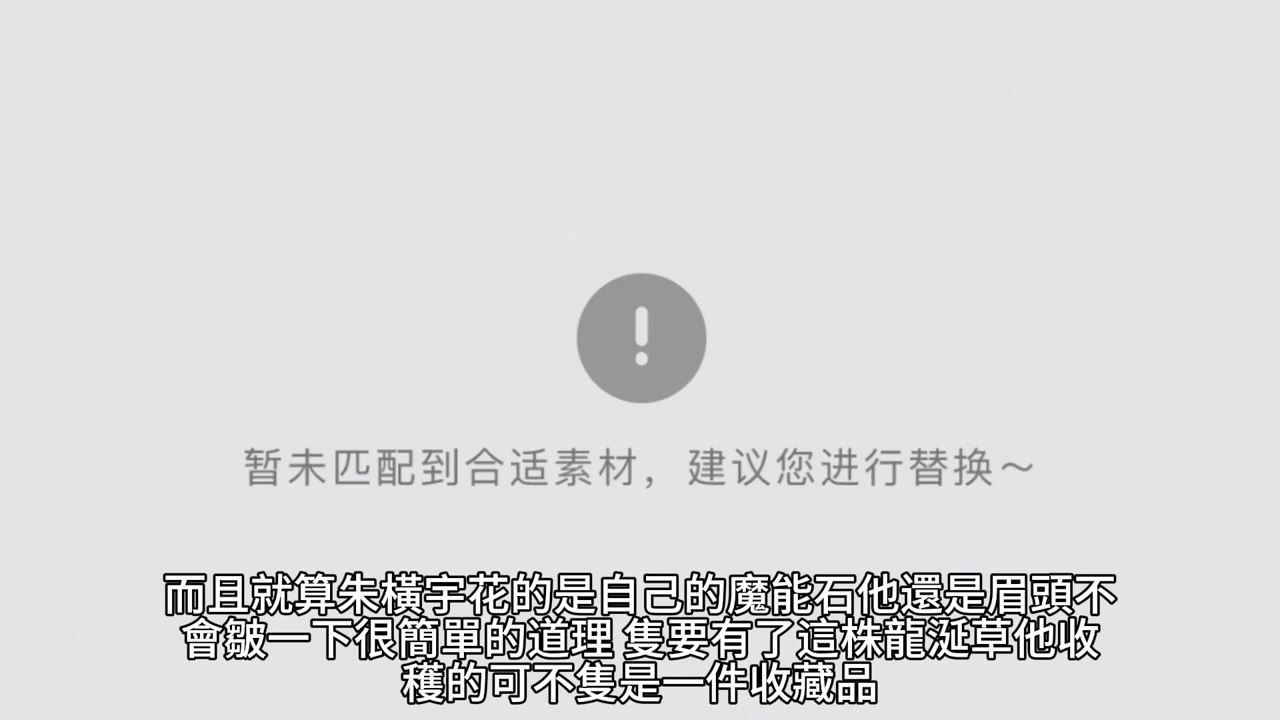 暂未匹配到合适素材，建议您进行替换～
而且就算朱橫宇花的是自己的魔能石他還是眉頭不
會皺一下很簡單的道理 隻要有了這株龍涎草他收
穫的可不隻是一件收藏品